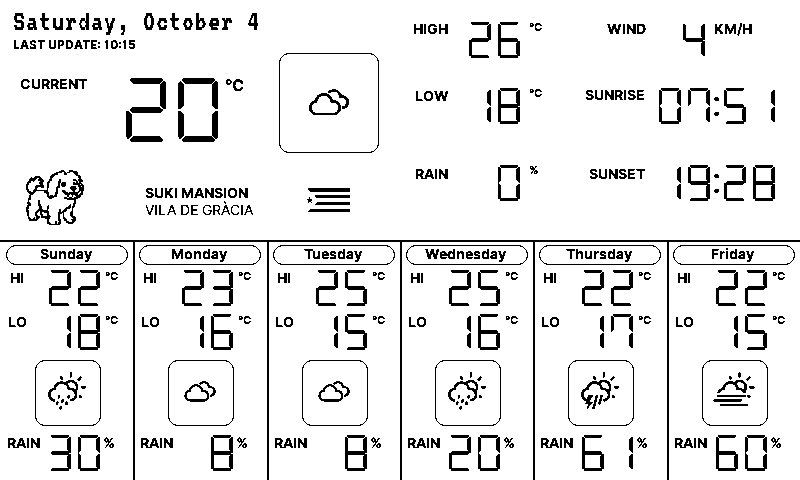 Saturday, October 4
LAST UPDATE: 10:15
CURRENT 20 °C
HIGH 26 °C
WIND 4 KM/H
LOW 18 °C
SUNRISE 07:51
RAIN 0 %
SUNSET 19:28
SUKI MANSION
VILA DE GRÀCIA
Sunday
HI 22 °C
LO 18 °C
RAIN 30 %
Monday
HI 23 °C
LO 16 °C
RAIN 8 %
Tuesday
HI 25 °C
LO 15 °C
RAIN 8 %
Wednesday
HI 25 °C
LO 16 °C
RAIN 20 %
Thursday
HI 22 °C
LO 17 °C
RAIN 61 %
Friday
HI 22 °C
LO 15 °C
RAIN 60 %